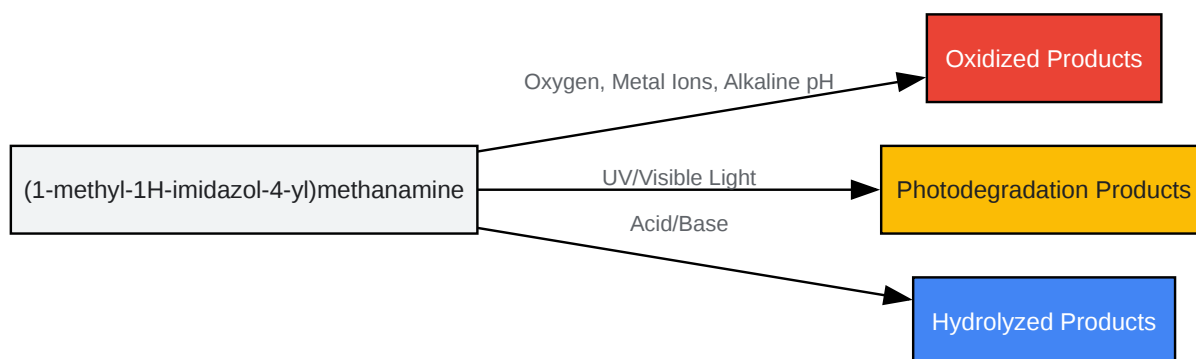 Oxidized Products
Oxygen, Metal Ions, Alkaline pH
(1-methyl-1H-imidazol-4-yl)methanamine
UV/Visible Light
Photodegradation Products
Acid/Base
Hydrolyzed Products